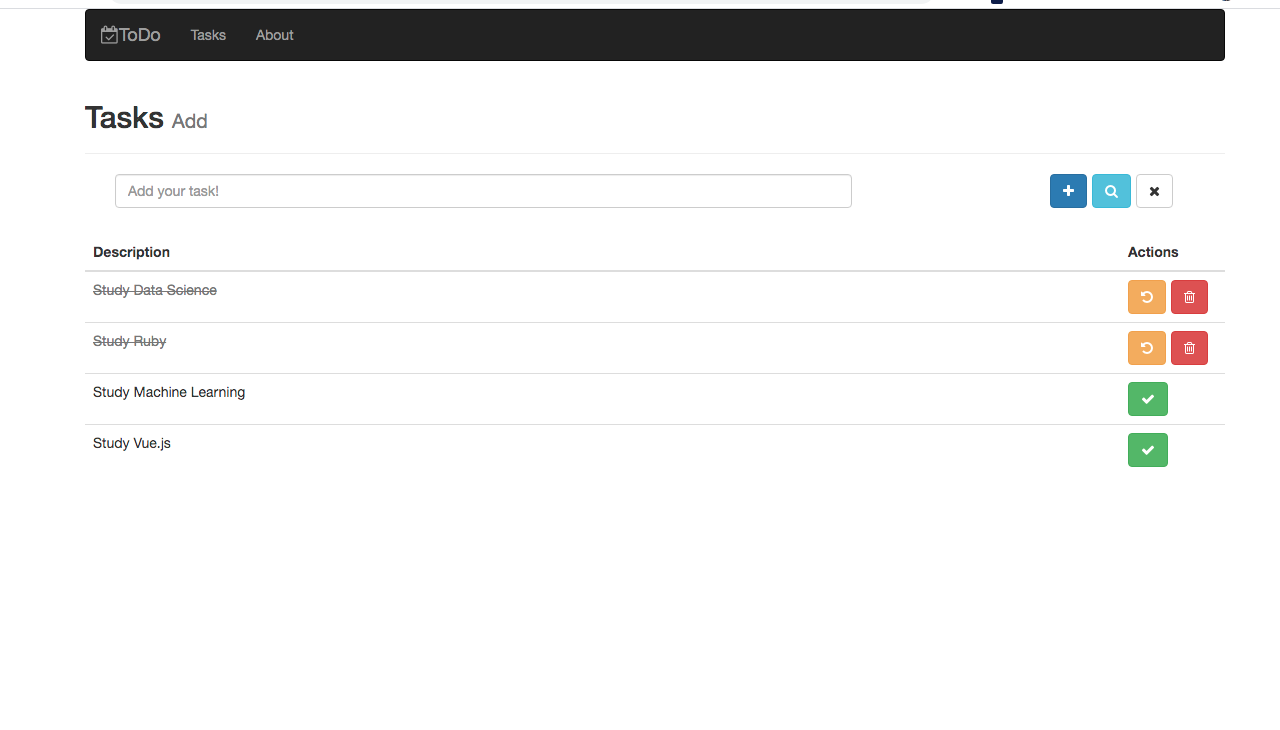 ToDo Tasks About
Tasks Add
Add your task!
Description Actions
Study Data Science
Study Ruby
Study Machine Learning
Study Vue.js